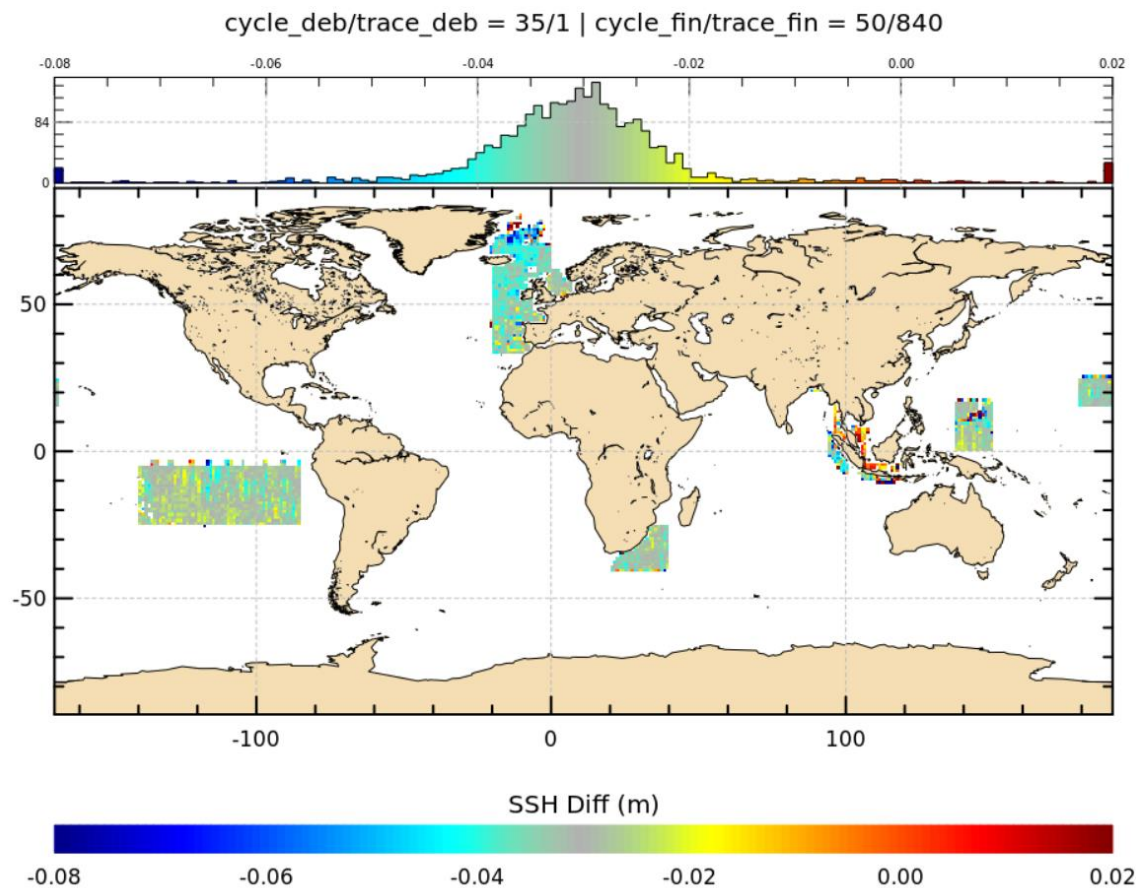 cycle_deb/trace_deb = 35/1 | cycle_fin/trace_fin = 50/840
-0.08 -0.06 -0.04 -0.02 0.00 0.02
84
0
50
0
-50
-100 0 100
SSH Diff (m)
-0.08 -0.06 -0.04 -0.02 0.00 0.02